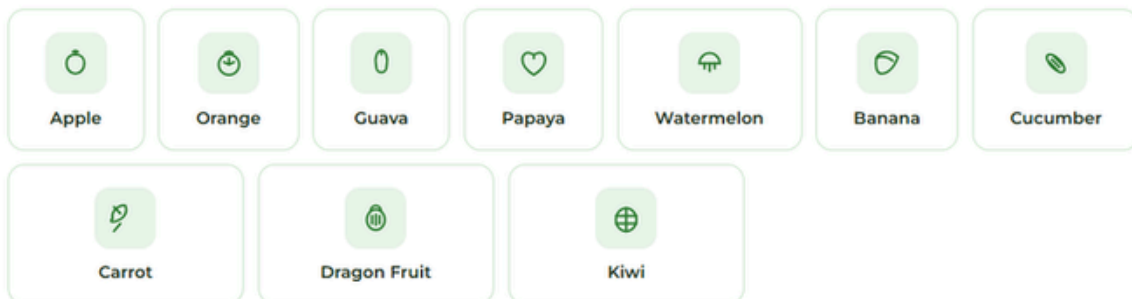 Apple
Orange
Guava
Papaya
Watermelon
Banana
Cucumber
Carrot
Dragon Fruit
Kiwi